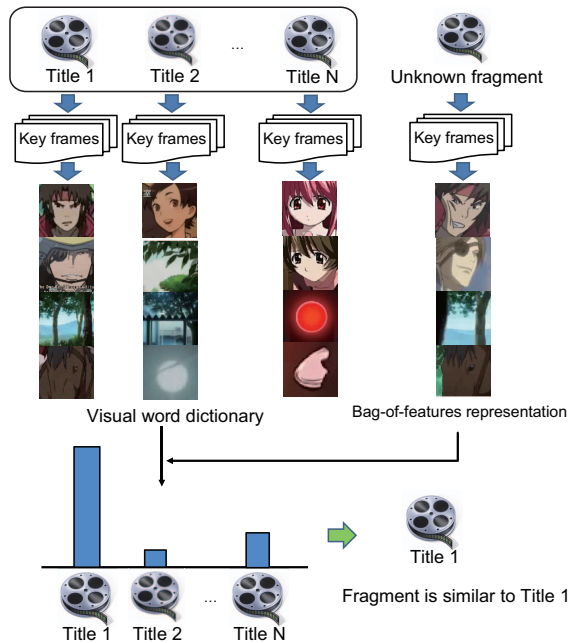 Title 1
Title 2
...
Title N
Unknown fragment
Key frames
Key frames
Key frames
Key frames
Visual word dictionary
Bag-of-features representation
Title 1
Fragment is similar to Title 1
...
Title 1
Title 2
Title N